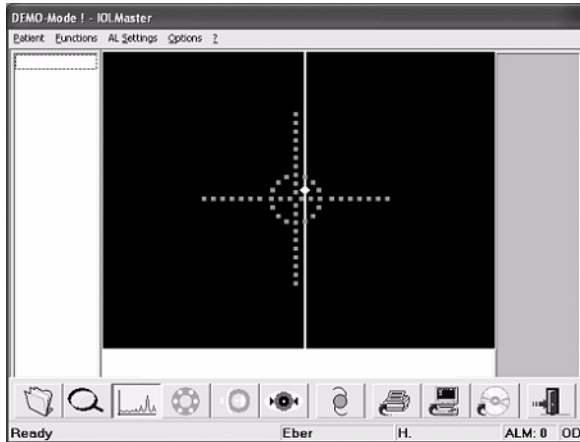 DEMO-Mode ! - IOLMaster
Patient Functions AL Settings Options ?
Ready Eber H. ALM: 0 OD